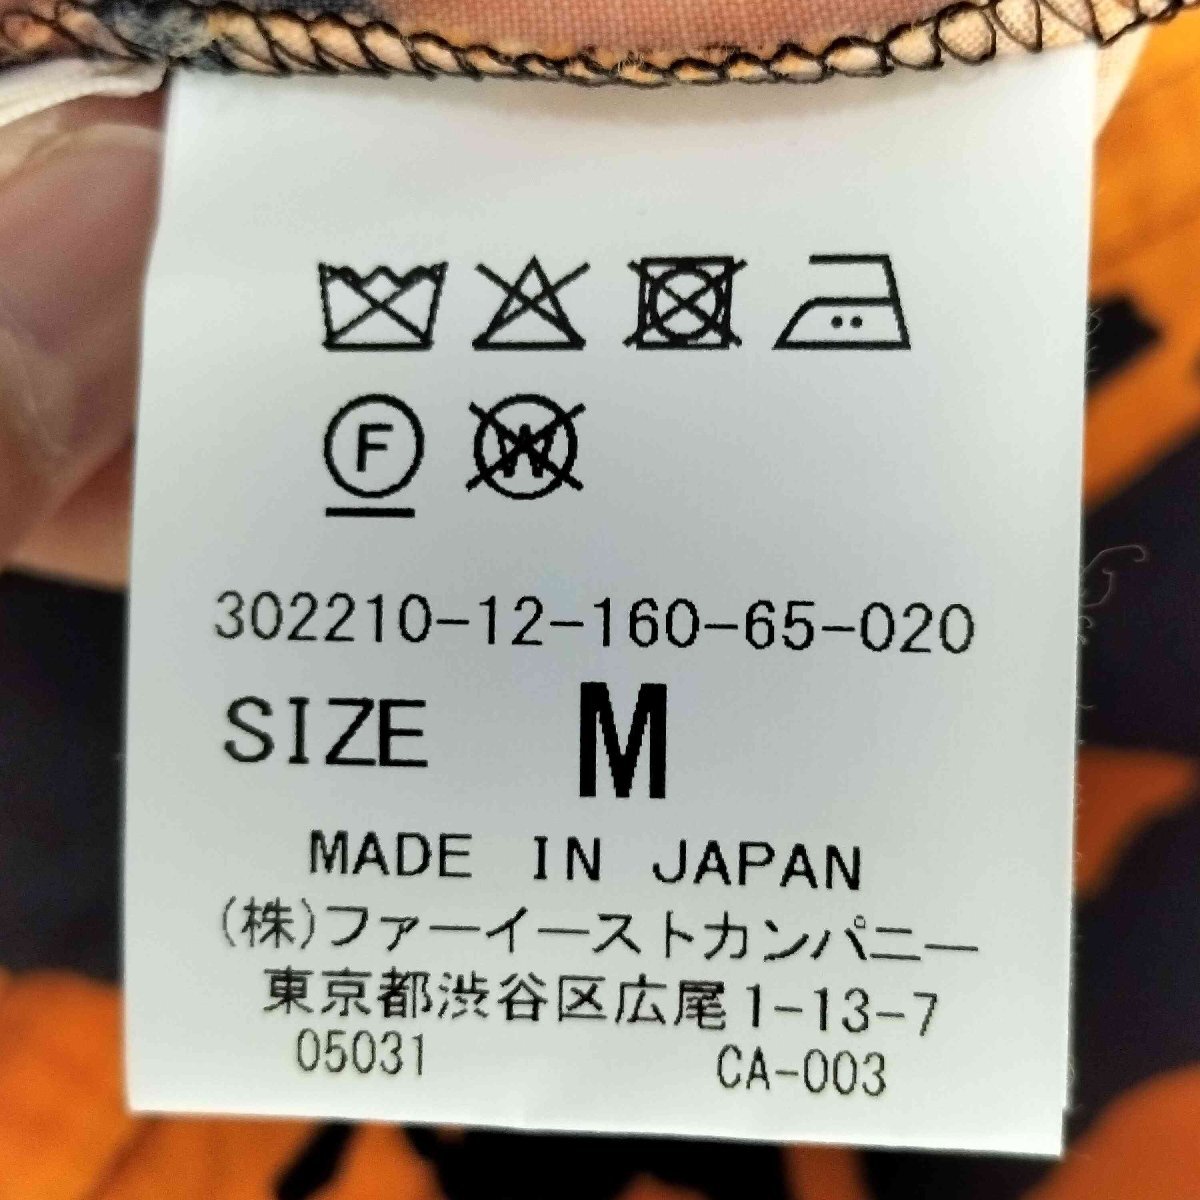 F W
302210-12-160-65-020
SIZE M
MADE IN JAPAN
(株)ファーイーストカンパニー
東京都渋谷区広尾1-13-7
05031 CA-003